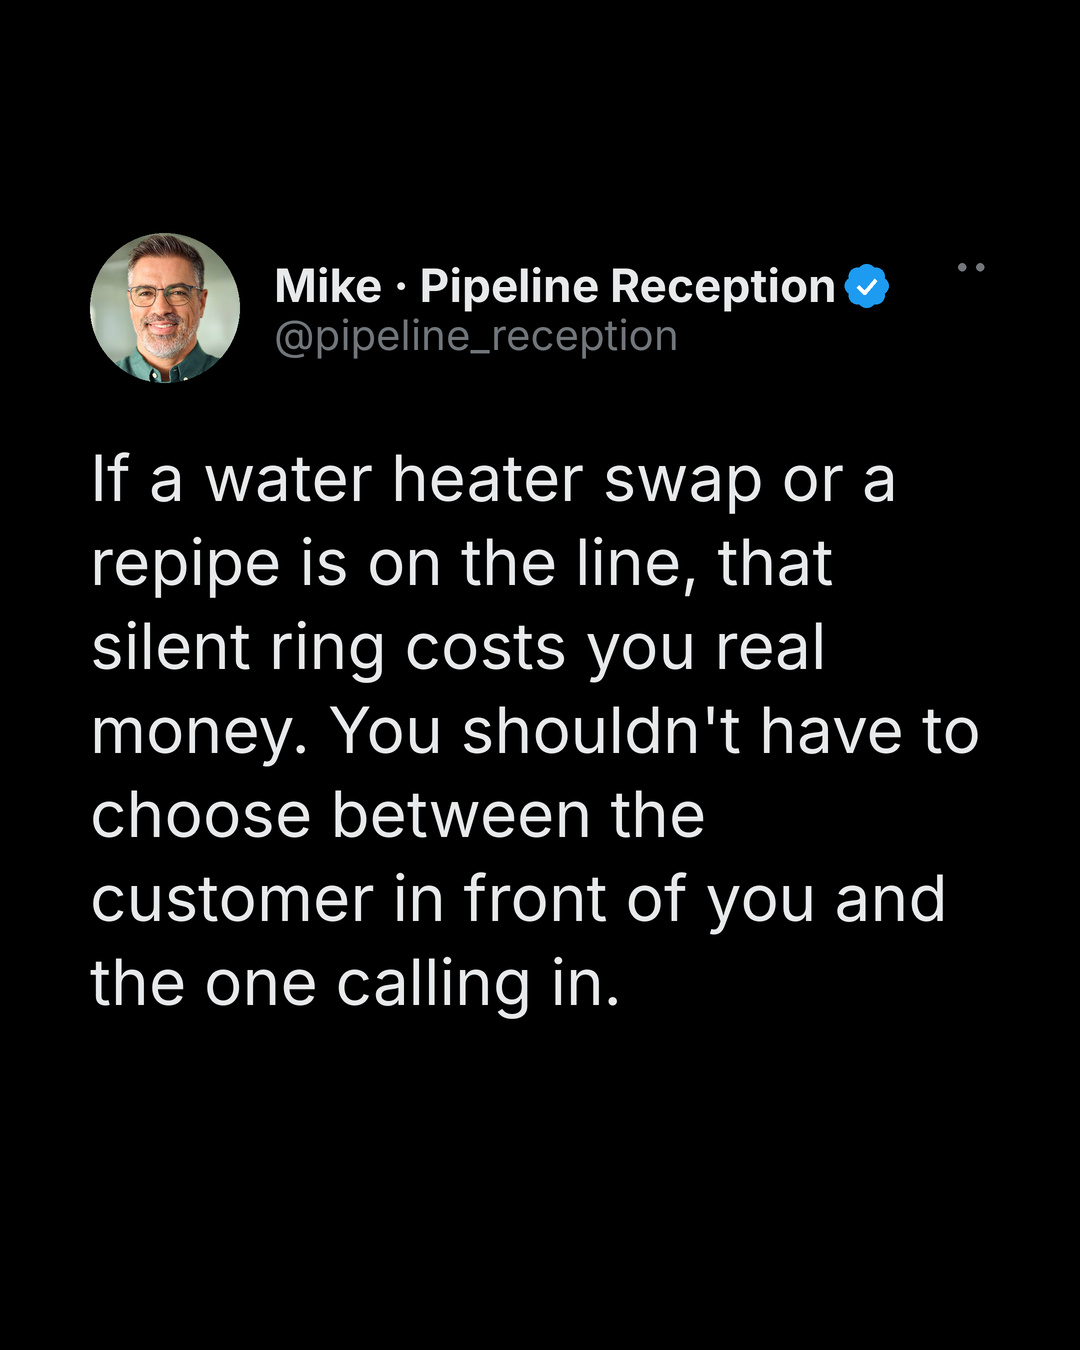 Mike · Pipeline Reception
@pipeline_reception
If a water heater swap or a
repipe is on the line, that
silent ring costs you real
money. You shouldn't have to
choose between the
customer in front of you and
the one calling in.